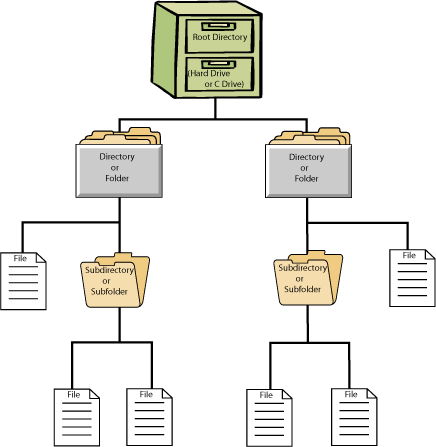 Root Directory
(Hard Drive
or C Drive)
Directory
or
Folder
Directory
or
Folder
File
Subdirectory
or
Subfolder
Subdirectory
or
Subfolder
File
File
File
File
File